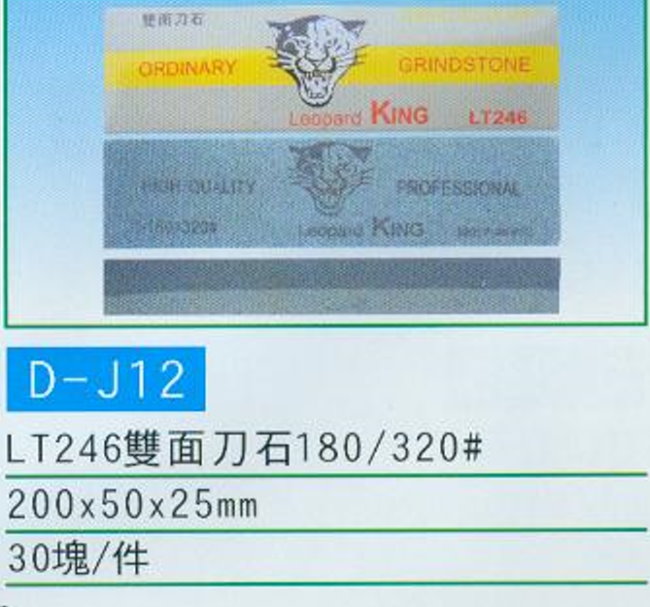 雙面刀石
ORDINARY GRINDSTONE
Leopard KING LT246
HIGH QUALITY PROFESSIONAL
180×320# Leopard KING
D-J12
LT246雙面刀石180/320#
200x50x25mm
30塊/件